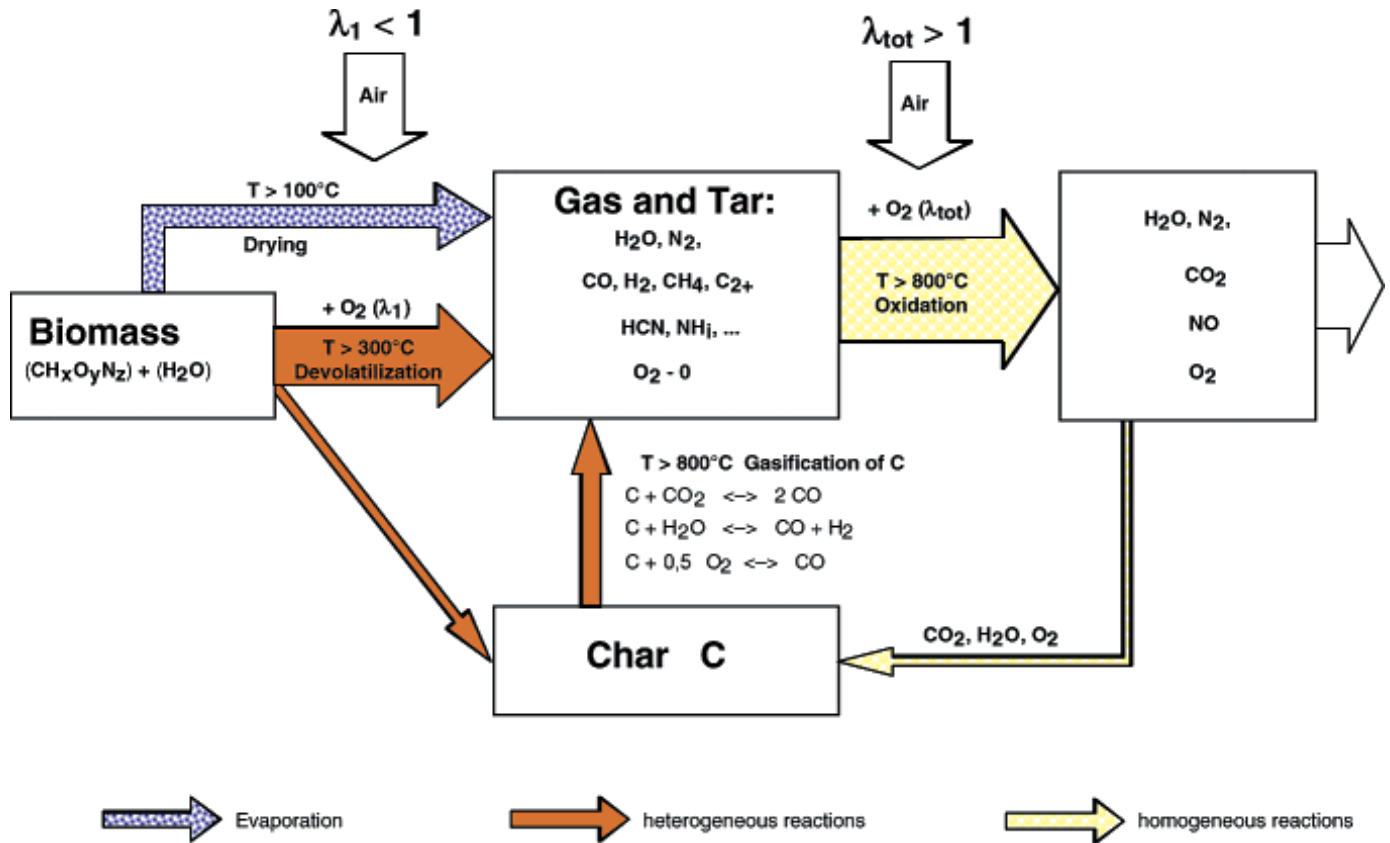 λ₁ < 1
λtot > 1
Air
Air
T > 100°C
Drying
Gas and Tar:
H₂O, N₂,
CO, H₂, CH₄, C₂₊
HCN, NHᵢ, ...
O₂ - 0
+ O₂ (λtot)
T > 800°C
Oxidation
H₂O, N₂,
CO₂
NO
O₂
Biomass
(CHxOyNz) + (H₂O)
+ O₂ (λ₁)
T > 300°C
Devolatilization
T > 800°C Gasification of C
C + CO₂ <–> 2 CO
C + H₂O <–> CO + H₂
C + 0,5 O₂ <–> CO
Char C
CO₂, H₂O, O₂
Evaporation
heterogeneous reactions
homogeneous reactions